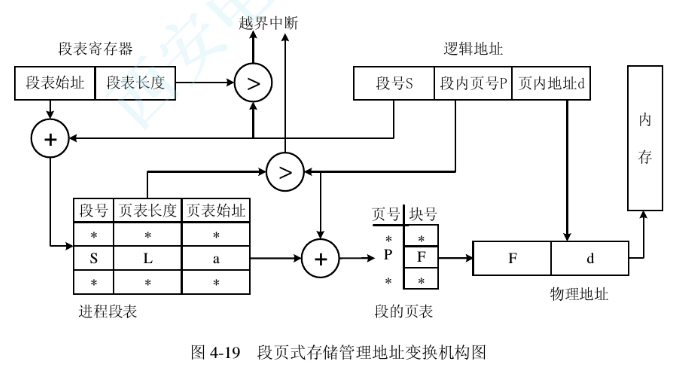 越界中断
段表寄存器
逻辑地址
段表始址 段表长度
>
段号S 段内页号P 页内地址d
内存
+
>
段号 页表长度 页表始址
* * *
S L a
* * *
+
页号 块号
* *
P F
* *
F d
进程段表
段的页表
物理地址
图 4-19 段页式存储管理地址变换机构图
西安电